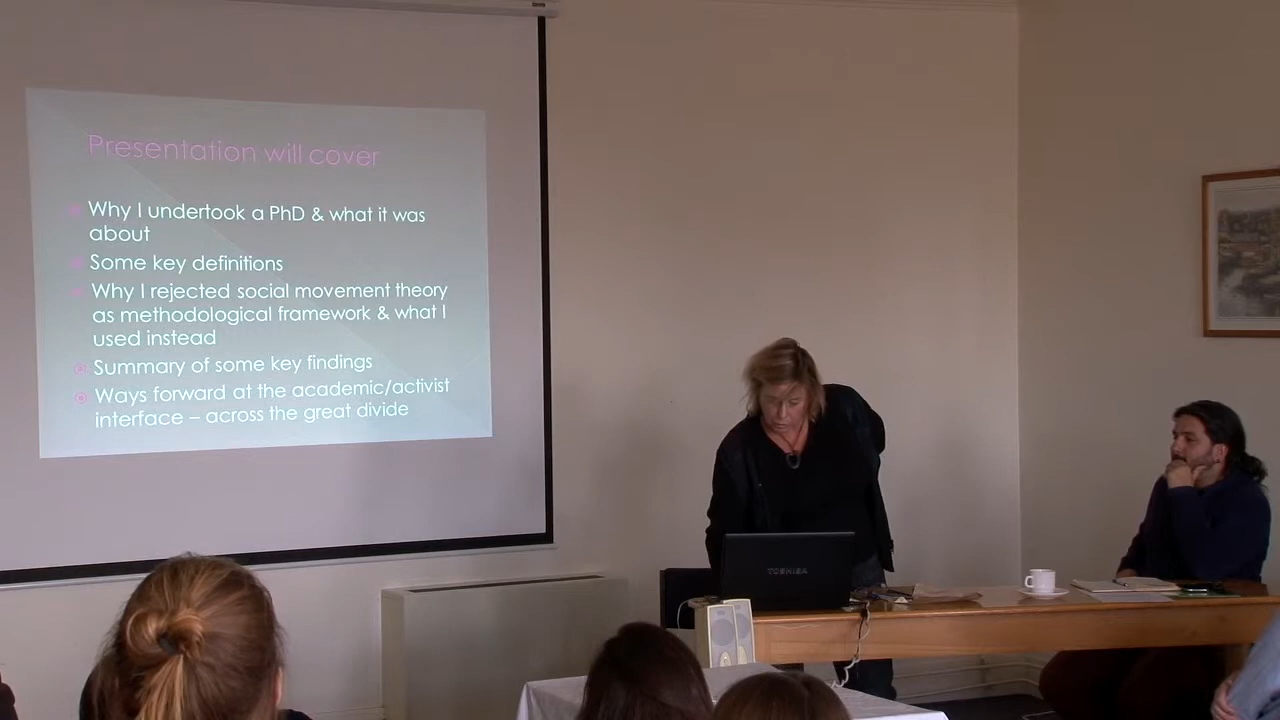 Presentation will cover
Why I undertook a PhD & what it was
about
Some key definitions
Why I rejected social movement theory
as methodological framework & what I
used instead
Summary of some key findings
Ways forward at the academic/activist
interface – across the great divide
TOSHIBA